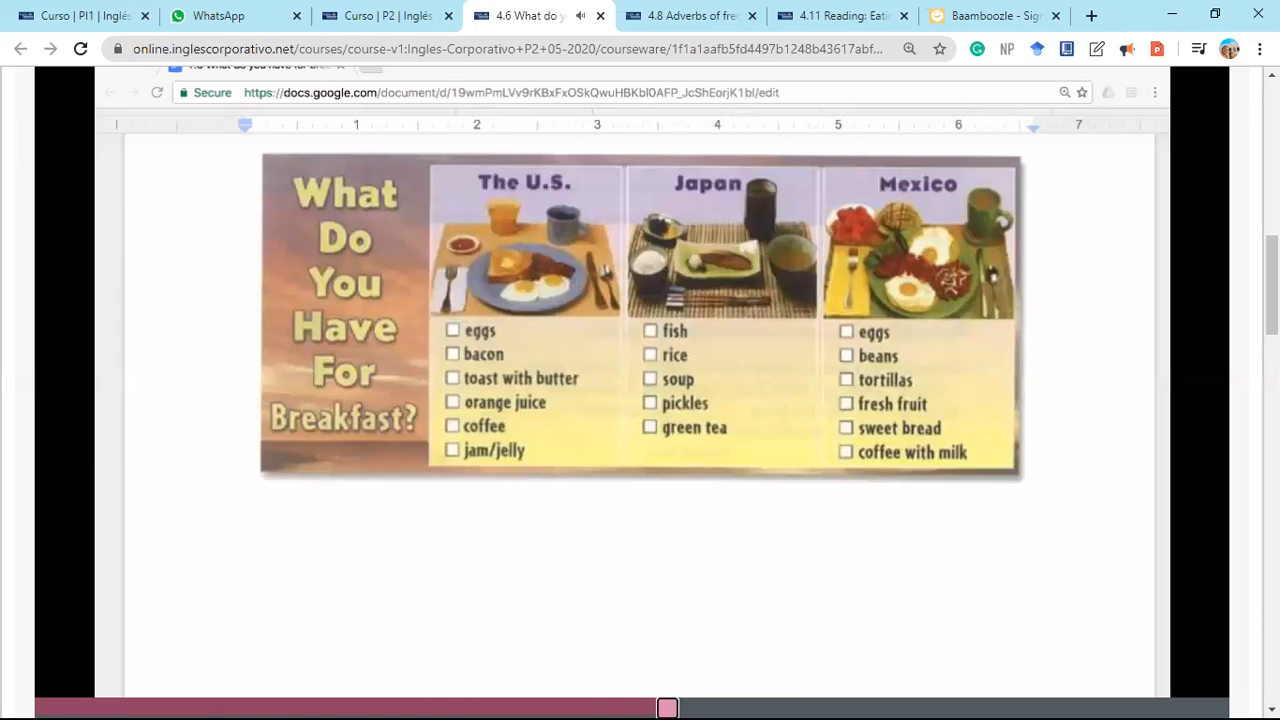 Curso | PI1 | Inglés
WhatsApp
Curso | P2 | Inglés
4.6 What do y
4.8 Adverbs of fre
4.11 Reading: Eatin
Baamboozle - Sig
online.inglescorporativo.net/courses/course-v1:Ingles-Corporativo+P2+05-2020/courseware/1f1a1aafb5fd4497b1248b43617abf...
NP
Secure
https://docs.google.com/document/d/19wmPmLVv9rKBxFxOSkQwuHBKbl0AFP_JcShEorjK1bI/edit
1 2 3 4 5 6 7
What
Do
You
Have
For
Breakfast?
The U.S.
eggs
bacon
toast with butter
orange juice
coffee
jam/jelly
Japan
fish
rice
soup
pickles
green tea
Mexico
eggs
beans
tortillas
fresh fruit
sweet bread
coffee with milk